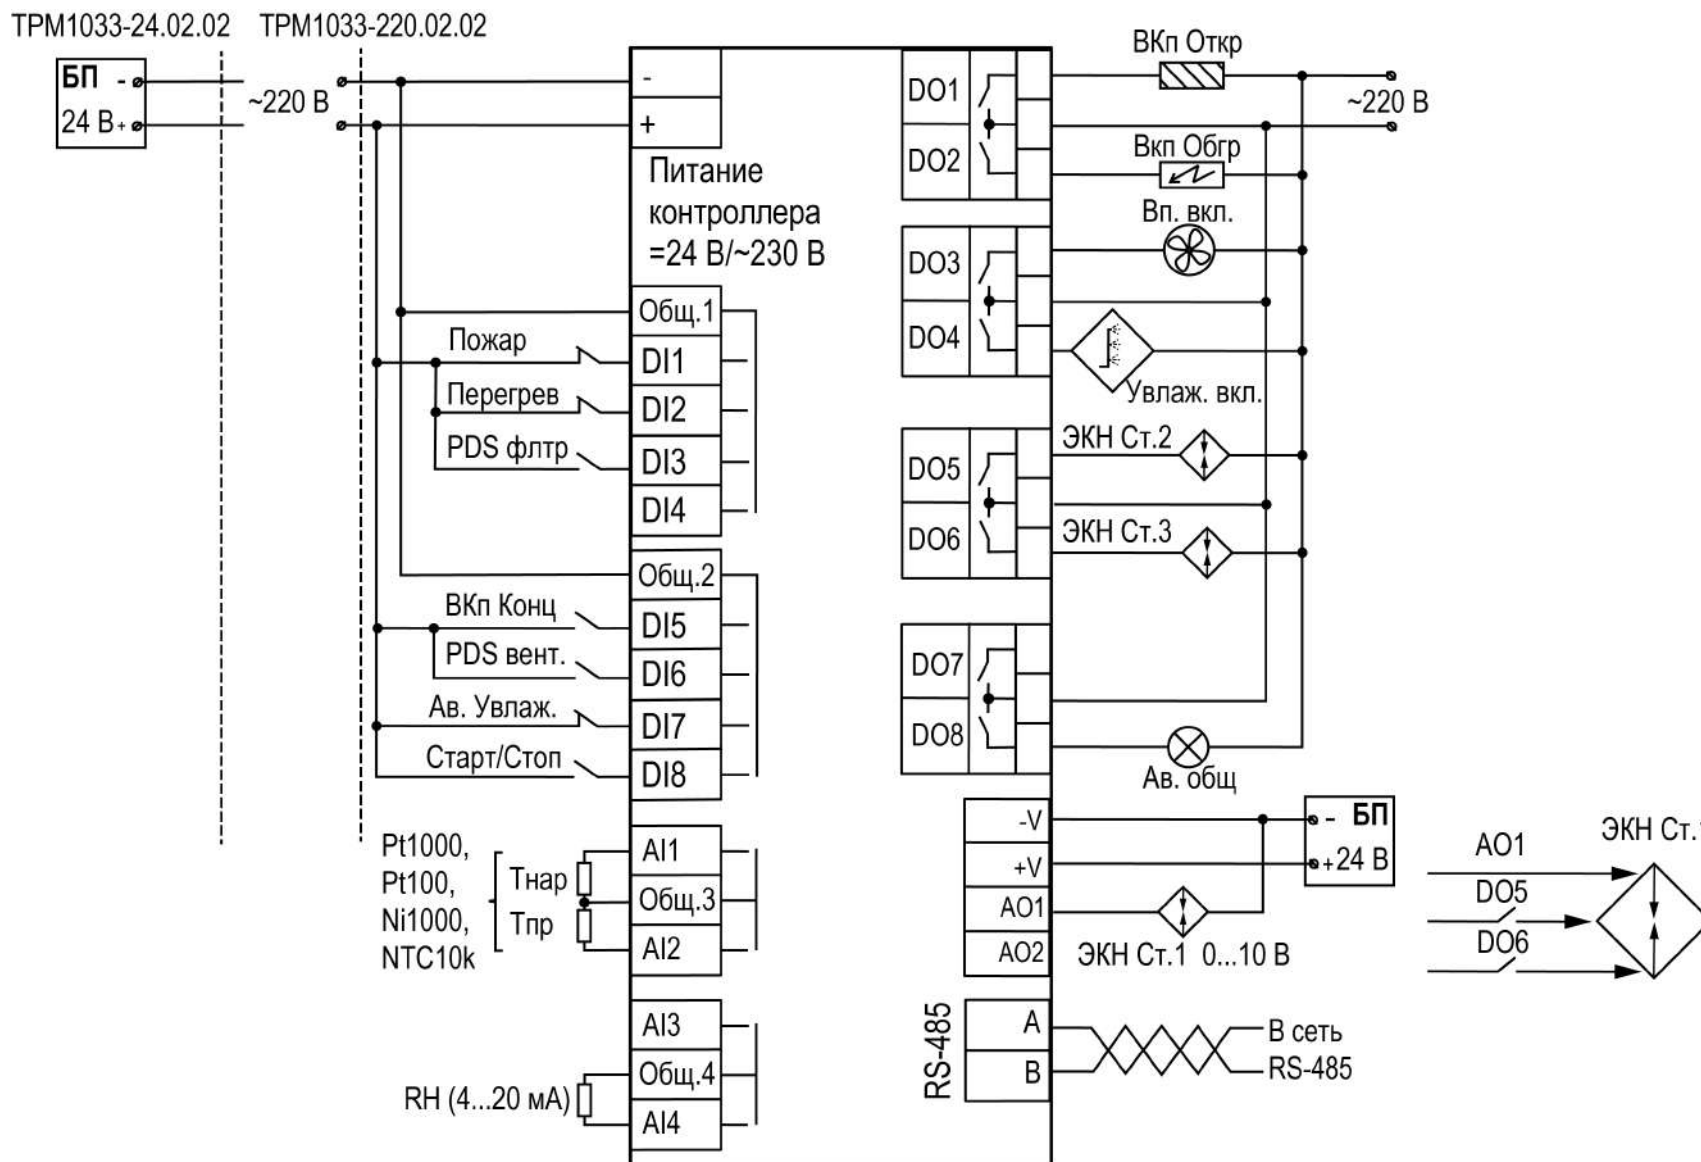 ТРМ1033-24.02.02
ТРМ1033-220.02.02
БП -
24 В +
~220 В
-
+
Питание
контроллера
=24 В/~230 В
Общ.1
Пожар
DI1
Перегрев
DI2
PDS флтр
DI3
DI4
Общ.2
ВКп Конц
DI5
PDS вент.
DI6
Ав. Увлаж.
DI7
Старт/Стоп
DI8
Pt1000,
Pt100,
Ni1000,
NTC10k
Тнар
Тпр
AI1
Общ.3
AI2
AI3
Общ.4
AI4
RH (4...20 мА)
DO1
DO2
ВКп Откр
~220 В
Вкп Обгр
Вп. вкл.
DO3
DO4
Увлаж. вкл.
DO5
DO6
ЭКН Ст.2
ЭКН Ст.3
DO7
DO8
Ав. общ
-V
+V
AO1
AO2
- БП
+24 В
ЭКН Ст.1 0...10 В
RS-485
A
B
В сеть
RS-485
ЭКН Ст.
AO1
DO5
DO6